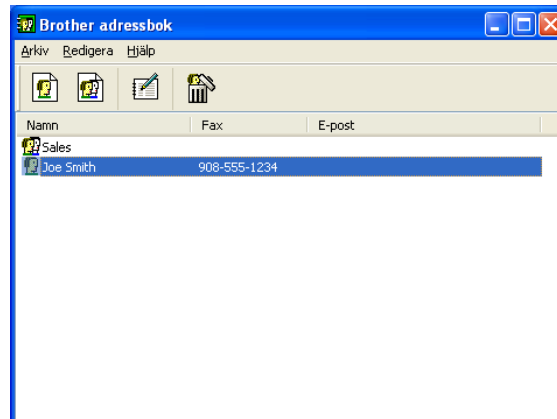 Brother adressbok
Arkiv Redigera Hjälp
Namn Fax E-post
Sales
Joe Smith 908-555-1234